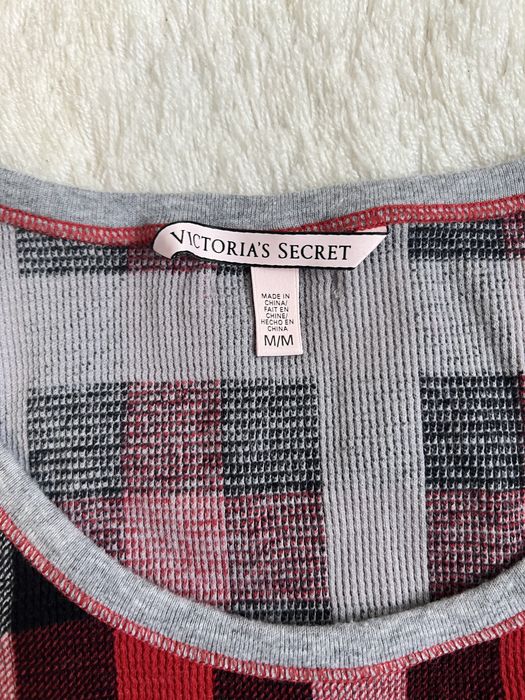 VICTORIA'S SECRET
MADE IN
CHINA/
FAIT EN
CHINE/
HECHO EN
CHINA
M/M